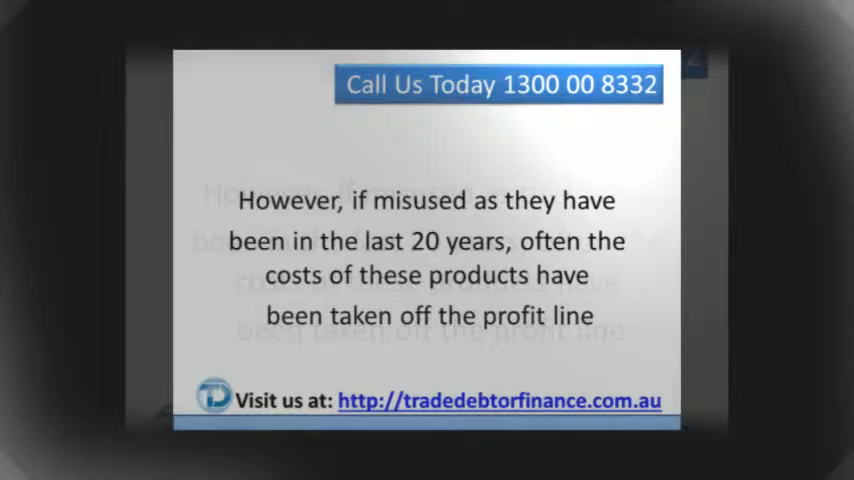 Call Us Today 1300 00 8332
However, if misused as they have
been in the last 20 years, often the
costs of these products have
been taken off the profit line
TD Visit us at: http://tradedebtorfinance.com.au